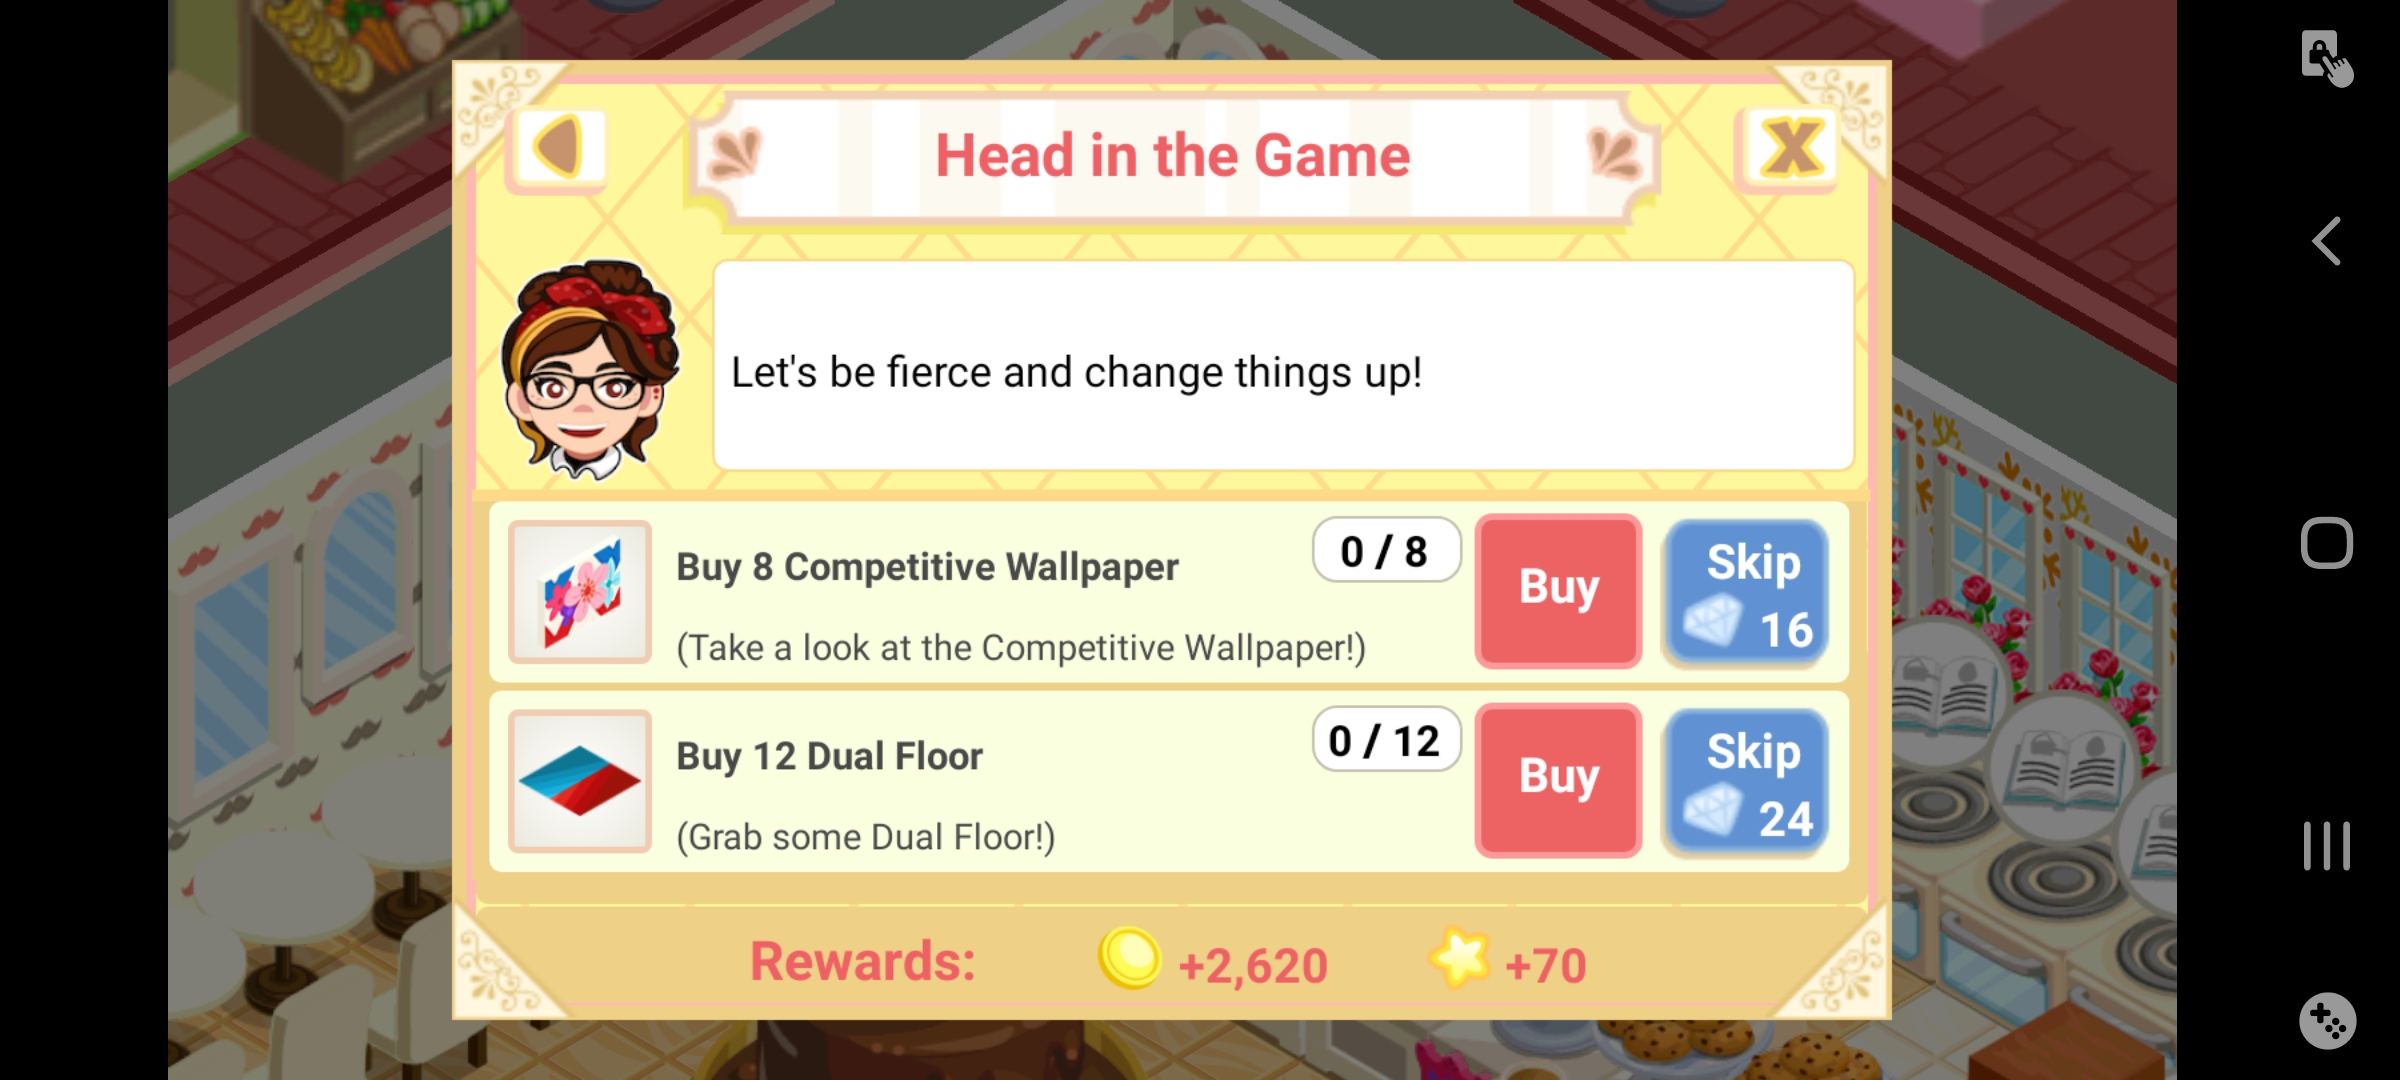 Head in the Game
Let's be fierce and change things up!
Buy 8 Competitive Wallpaper
0 / 8
Buy
Skip
16
(Take a look at the Competitive Wallpaper!)
Buy 12 Dual Floor
0 / 12
Buy
Skip
24
(Grab some Dual Floor!)
Rewards: +2,620 +70